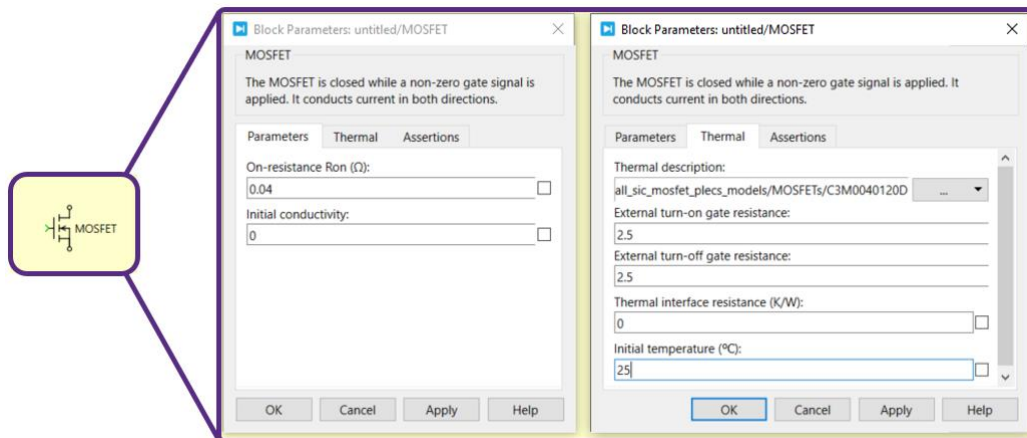 MOSFET
Block Parameters: untitled/MOSFET
MOSFET
The MOSFET is closed while a non-zero gate signal is
applied. It conducts current in both directions.
Parameters Thermal Assertions
On-resistance Ron (Ω):
0.04
Initial conductivity:
0
OK Cancel Apply Help
Block Parameters: untitled/MOSFET
MOSFET
The MOSFET is closed while a non-zero gate signal is applied. It
conducts current in both directions.
Parameters Thermal Assertions
Thermal description:
all_sic_mosfet_plecs_models/MOSFETs/C3M0040120D ...
External turn-on gate resistance:
2.5
External turn-off gate resistance:
2.5
Thermal interface resistance (K/W):
0
Initial temperature (ºC):
25
OK Cancel Apply Help